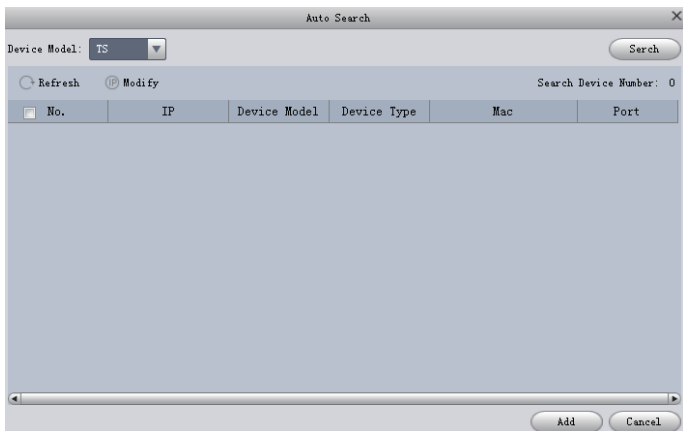 Auto Search
Device Model: TS Serch
Refresh IP Modify Search Device Number: 0
No. IP Device Model Device Type Mac Port
Add Cancel